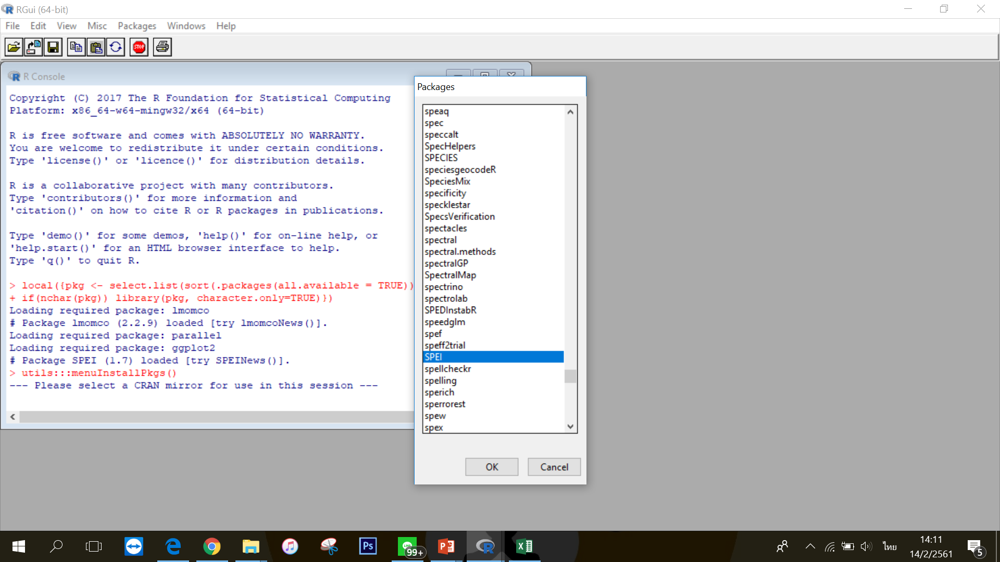 RGui (64-bit)
File Edit View Misc Packages Windows Help
STOP
R Console
Copyright (C) 2017 The R Foundation for Statistical Computing
Platform: x86_64-w64-mingw32/x64 (64-bit)
R is free software and comes with ABSOLUTELY NO WARRANTY.
You are welcome to redistribute it under certain conditions.
Type 'license()' or 'licence()' for distribution details.
R is a collaborative project with many contributors.
Type 'contributors()' for more information and
'citation()' on how to cite R or R packages in publications.
Type 'demo()' for some demos, 'help()' for on-line help, or
'help.start()' for an HTML browser interface to help.
Type 'q()' to quit R.
> local({pkg <- select.list(sort(.packages(all.available = TRUE))
+ if(nchar(pkg)) library(pkg, character.only=TRUE)})
Loading required package: lmomco
# Package lmomco (2.2.9) loaded [try lmomcoNews()].
Loading required package: parallel
Loading required package: ggplot2
# Package SPEI (1.7) loaded [try SPEINews()].
> utils:::menuInstallPkgs()
--- Please select a CRAN mirror for use in this session ---
Packages
speaq
spec
speccalt
SpecHelpers
SPECIES
speciesgeocodeR
SpeciesMix
specificity
specklestar
SpecsVerification
spectacles
spectral
spectral.methods
spectralGP
SpectralMap
spectrino
spectrolab
SPEDInstabR
speedglm
spef
speff2trial
SPEI
spellcheckr
spelling
sperich
sperrorest
spew
spex
OK Cancel
Ps
LINE
99+
ไทย
14:11
14/2/2561
5